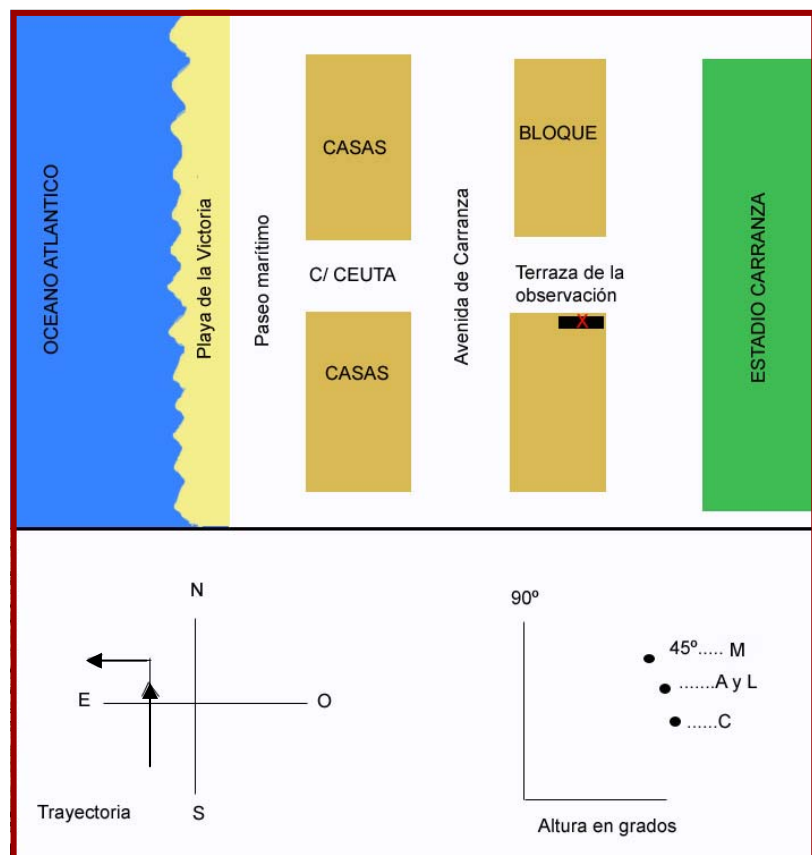 OCEANO ATLANTICO
Playa de la Victoria
Paseo marítimo
CASAS
C/ CEUTA
CASAS
Avenida de Carranza
BLOQUE
Terraza de la
observación
X
ESTADIO CARRANZA
N
E
O
S
Trayectoria
90º
45º..... M
.......A y L
......C
Altura en grados